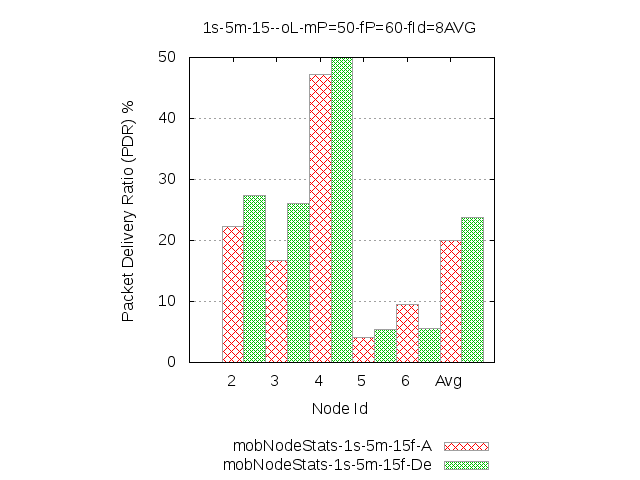 1s-5m-15--oL-mP=50-fP=60-fId=8AVG
Packet Delivery Ratio (PDR) %
50
40
30
20
10
0
2 3 4 5 6 Avg
Node Id
mobNodeStats-1s-5m-15f-A
mobNodeStats-1s-5m-15f-De